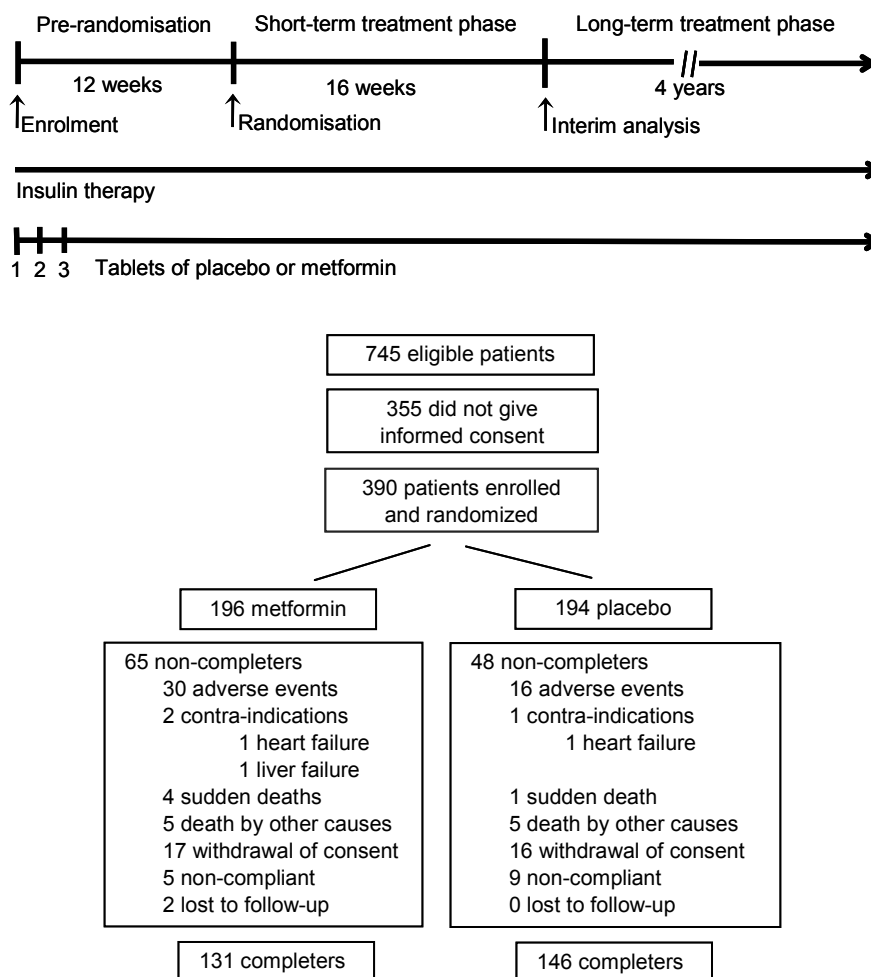 Pre-randomisation Short-term treatment phase Long-term treatment phase
12 weeks 16 weeks 4 years
Enrolment Randomisation Interim analysis
Insulin therapy
1 2 3 Tablets of placebo or metformin
745 eligible patients
355 did not give
informed consent
390 patients enrolled
and randomized
196 metformin
65 non-completers
30 adverse events
2 contra-indications
1 heart failure
1 liver failure
4 sudden deaths
5 death by other causes
17 withdrawal of consent
5 non-compliant
2 lost to follow-up
131 completers
194 placebo
48 non-completers
16 adverse events
1 contra-indications
1 heart failure
1 sudden death
5 death by other causes
16 withdrawal of consent
9 non-compliant
0 lost to follow-up
146 completers